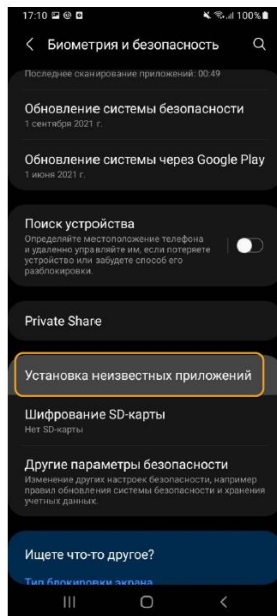 17:10 100%
Биометрия и безопасность
Последнее сканирование приложений: 00:49
Обновление системы безопасности
1 сентября 2021 г.
Обновление системы через Google Play
1 июня 2021 г.
Поиск устройства
Определяйте местоположение телефона
и удаленно управляйте им, если потеряете
устройство или забудете способ его
разблокировки.
Private Share
Установка неизвестных приложений
Шифрование SD-карты
Нет SD-карты
Другие параметры безопасности
Изменение других настроек безопасности, например
правил обновления системы безопасности и хранения
учетных данных.
Ищете что-то другое?
Тип блокировки экрана